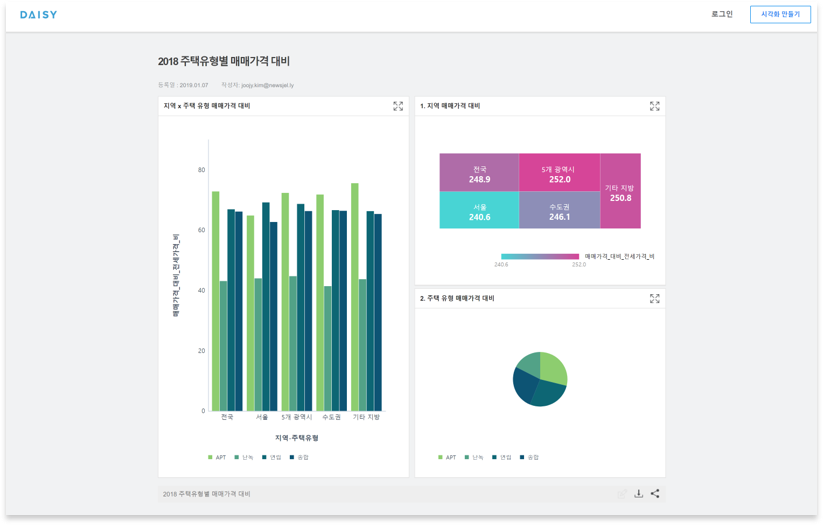 DAISY
로그인
시각화 만들기
2018 주택유형별 매매가격 대비
등록일 : 2019.01.07 작성자: joojy.kim@newsjel.ly
지역 x 주택 유형 매매가격 대비
80
60
40
20
0
매매가격_대비_전세가격_비
전국 서울 5개 광역시 수도권 기타 지방
지역-주택유형
APT 단독 연립 종합
1. 지역 매매가격 대비
전국
248.9
5개 광역시
252.0
기타 지방
250.8
서울
240.6
수도권
246.1
매매가격_대비_전세가격_비
240.6 252.0
2. 주택 유형 매매가격 대비
APT 단독 연립 종합
2018 주택유형별 매매가격 대비